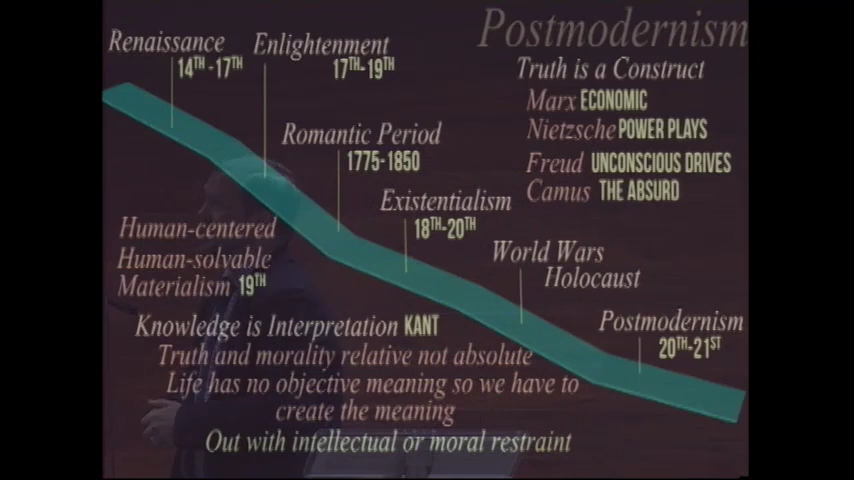 Postmodernism
Renaissance
14TH -17TH
Enlightenment
17TH-19TH
Truth is a Construct
Marx ECONOMIC
Nietzsche POWER PLAYS
Freud UNCONSCIOUS DRIVES
Camus THE ABSURD
Romantic Period
1775-1850
Existentialism
18TH-20TH
Human-centered
Human-solvable
Materialism 19TH
World Wars
Holocaust
Postmodernism
20TH-21ST
Knowledge is Interpretation KANT
Truth and morality relative not absolute
Life has no objective meaning so we have to
create the meaning
Out with intellectual or moral restraint